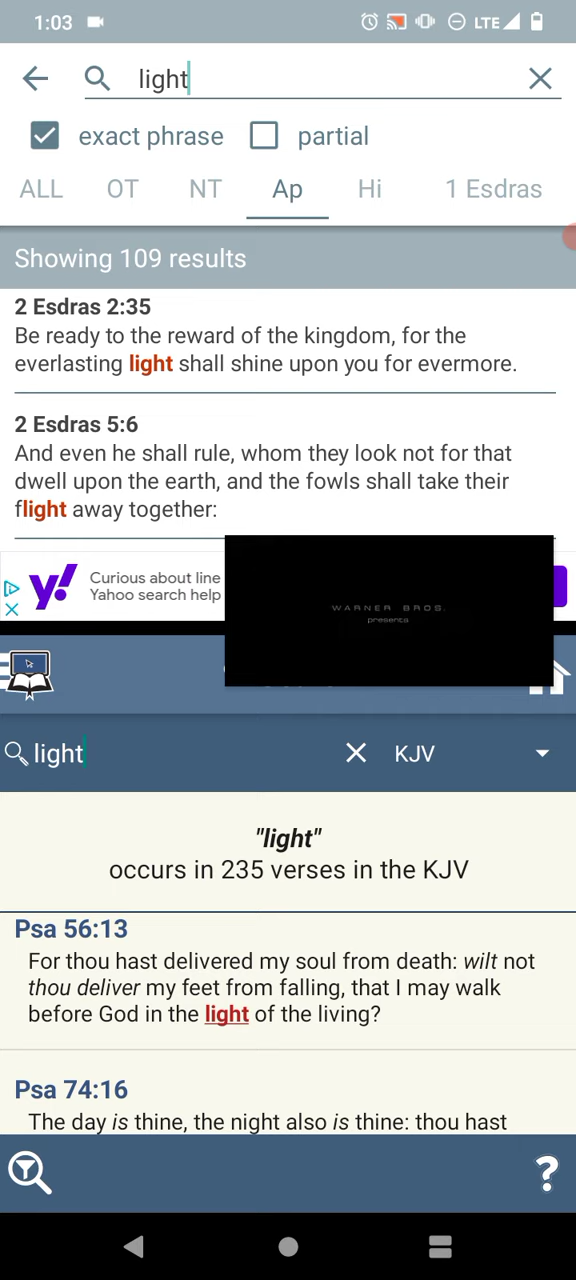 1:03
LTE
light
exact phrase
partial
ALL OT NT Ap Hi 1 Esdras
Showing 109 results
2 Esdras 2:35
Be ready to the reward of the kingdom, for the
everlasting light shall shine upon you for evermore.
2 Esdras 5:6
And even he shall rule, whom they look not for that
dwell upon the earth, and the fowls shall take their
flight away together:
y!
Curious about line
Yahoo search help
WARNER BROS.
presents
light
KJV
"light"
occurs in 235 verses in the KJV
Psa 56:13
For thou hast delivered my soul from death: wilt not
thou deliver my feet from falling, that I may walk
before God in the light of the living?
Psa 74:16
The day is thine, the night also is thine: thou hast
?